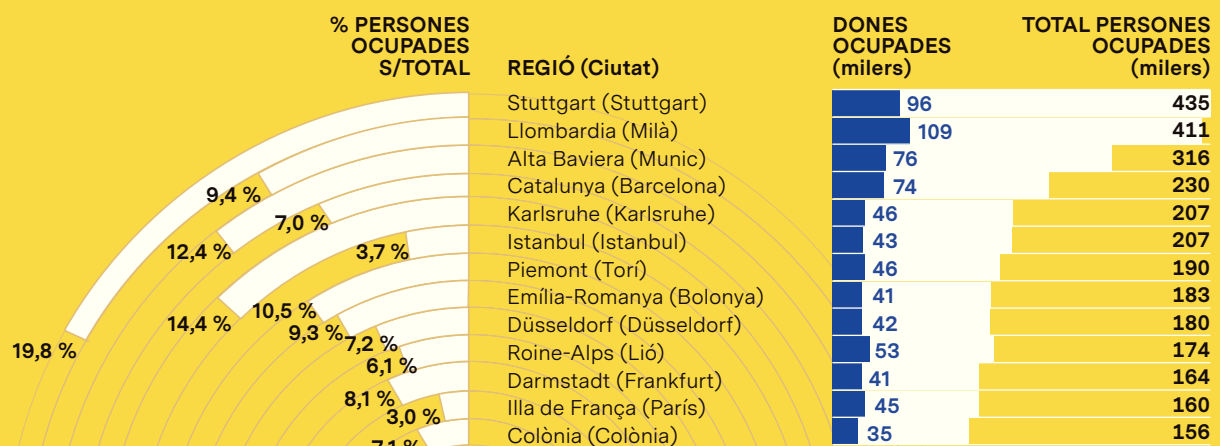 % PERSONES
OCUPADES
S/TOTAL
REGIÓ (Ciutat)
DONES
OCUPADES
(milers)
TOTAL PERSONES
OCUPADES
(milers)
19,8 % Stuttgart (Stuttgart) 96 435
9,4 % Llombardia (Milà) 109 411
12,4 % Alta Baviera (Munic) 76 316
7,0 % Catalunya (Barcelona) 74 230
14,4 % Karlsruhe (Karlsruhe) 46 207
3,7 % Istanbul (Istanbul) 43 207
10,5 % Piemont (Torí) 46 190
9,3 % Emília-Romanya (Bolonya) 41 183
7,2 % Düsseldorf (Düsseldorf) 42 180
6,1 % Roine-Alps (Lió) 53 174
8,1 % Darmstadt (Frankfurt) 41 164
3,0 % Illa de França (París) 45 160
7,1 % Colònia (Colònia) 35 156